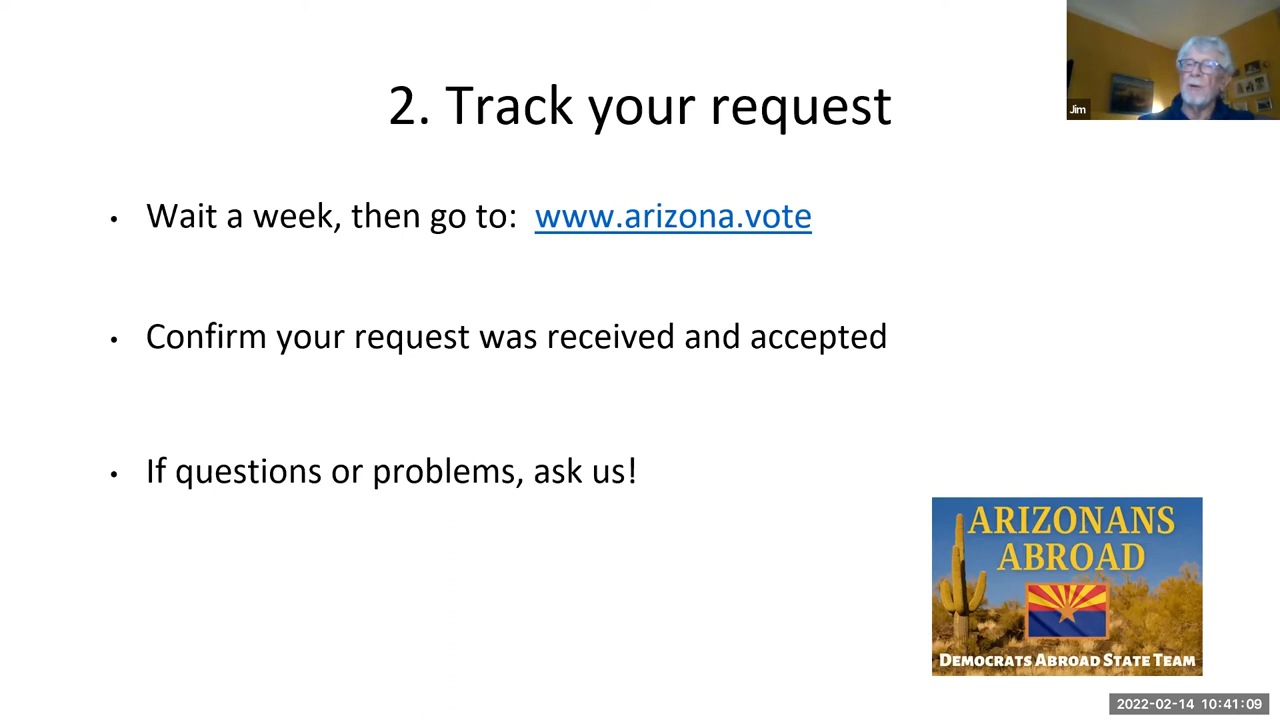 2. Track your request
Jim
• Wait a week, then go to: www.arizona.vote
• Confirm your request was received and accepted
• If questions or problems, ask us!
ARIZONANS
ABROAD
DEMOCRATS ABROAD STATE TEAM
2022-02-14 10:41:09